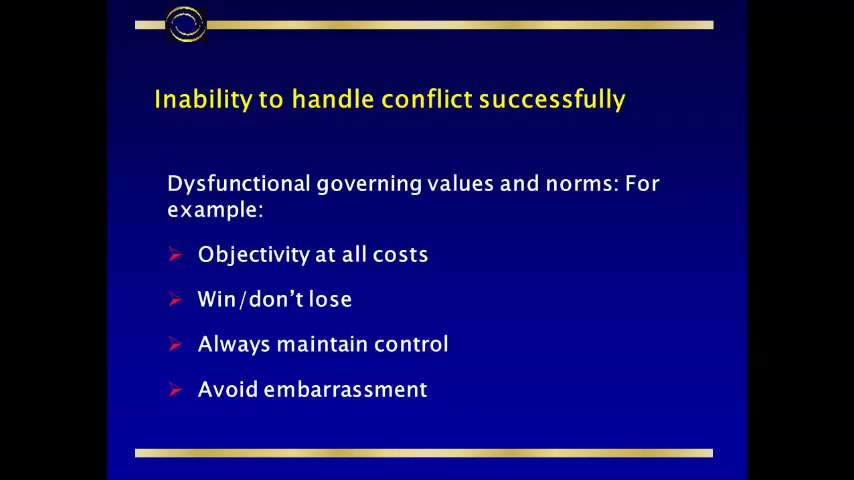 Inability to handle conflict successfully
Dysfunctional governing values and norms: For
example:
Objectivity at all costs
Win/don't lose
Always maintain control
Avoid embarrassment